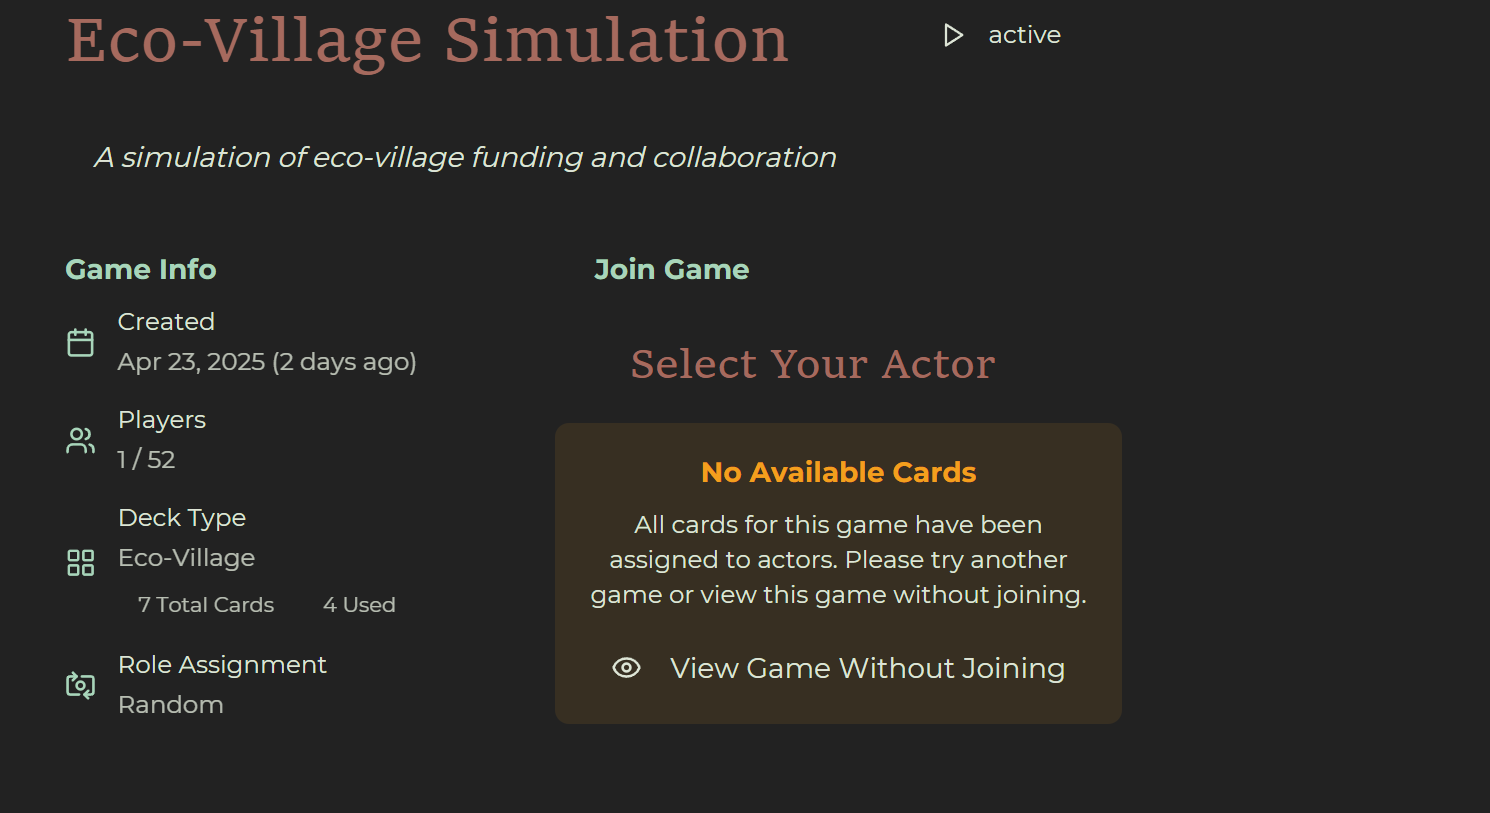 Eco-Village Simulation
active
A simulation of eco-village funding and collaboration
Game Info
Created
Apr 23, 2025 (2 days ago)
Players
1 / 52
Deck Type
Eco-Village
7 Total Cards 4 Used
Role Assignment
Random
Join Game
Select Your Actor
No Available Cards
All cards for this game have been
assigned to actors. Please try another
game or view this game without joining.
View Game Without Joining